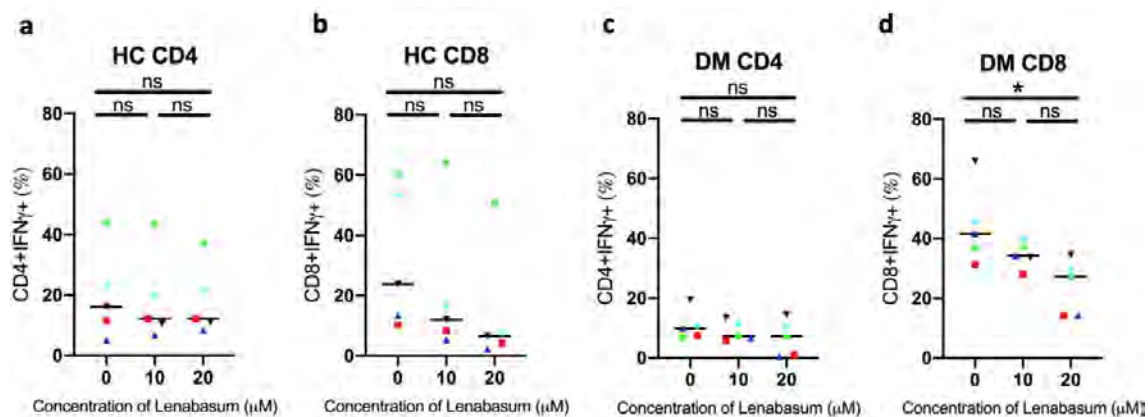 a
HC CD4
ns
ns ns
CD4+IFNγ+ (%)
80
60
40
20
0
0 10 20
Concentration of Lenabasum (μM)
b
HC CD8
ns
ns ns
CD8+IFNγ+ (%)
80
60
40
20
0
0 10 20
Concentration of Lenabasum (μM)
c
DM CD4
ns
ns ns
CD4+IFNγ+ (%)
80
60
40
20
0
0 10 20
Concentration of Lenabasum (μM)
d
DM CD8
*
ns ns
CD8+IFNγ+ (%)
80
60
40
20
0
0 10 20
Concentration of Lenabasum (μM)